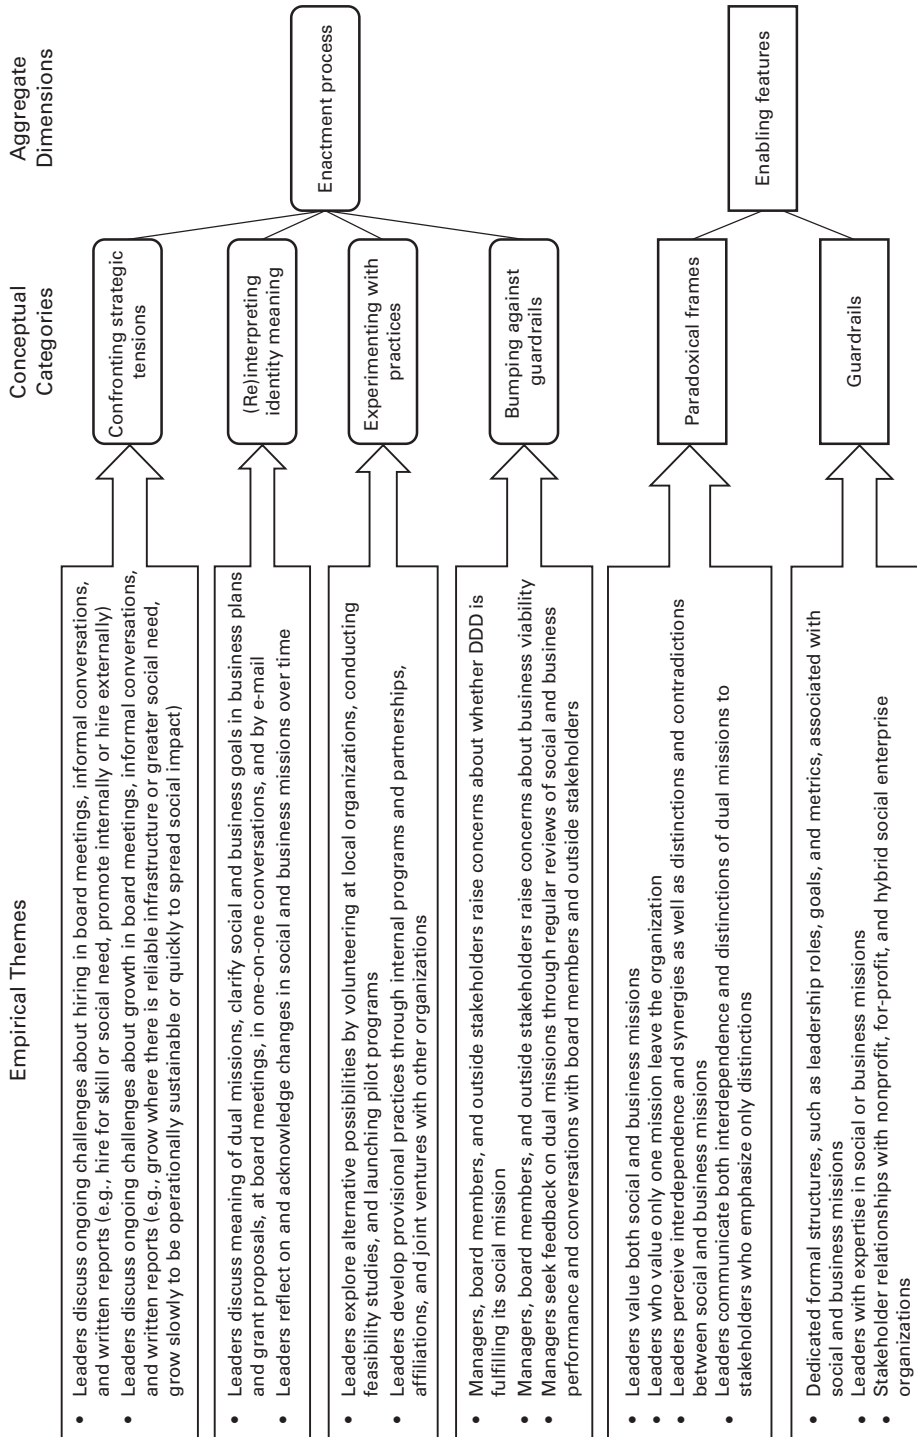 Empirical Themes
Conceptual
Categories
Aggregate
Dimensions
• Leaders discuss ongoing challenges about hiring in board meetings, informal conversations,
and written reports (e.g., hire for skill or social need, promote internally or hire externally)
• Leaders discuss ongoing challenges about growth in board meetings, informal conversations,
and written reports (e.g., grow where there is reliable infrastructure or greater social need,
grow slowly to be operationally sustainable or quickly to spread social impact)
Confronting strategic
tensions
• Leaders discuss meaning of dual missions, clarify social and business goals in business plans
and grant proposals, at board meetings, in one-on-one conversations, and by e-mail
• Leaders reflect on and acknowledge changes in social and business missions over time
(Re)interpreting
identity meaning
• Leaders explore alternative possibilities by volunteering at local organizations, conducting
feasibility studies, and launching pilot programs
• Leaders develop provisional practices through internal programs and partnerships,
affiliations, and joint ventures with other organizations
Experimenting with
practices
• Managers, board members, and outside stakeholders raise concerns about whether DDD is
fulfilling its social mission
• Managers, board members, and outside stakeholders raise concerns about business viability
• Managers seek feedback on dual missions through regular reviews of social and business
performance and conversations with board members and outside stakeholders
Bumping against
guardrails
Enactment process
• Leaders value both social and business missions
• Leaders who value only one mission leave the organization
• Leaders perceive interdependence and synergies as well as distinctions and contradictions
between social and business missions
• Leaders communicate both interdependence and distinctions of dual missions to
stakeholders who emphasize only distinctions
Paradoxical frames
• Dedicated formal structures, such as leadership roles, goals, and metrics, associated with
social and business missions
• Leaders with expertise in social or business missions
• Stakeholder relationships with nonprofit, for-profit, and hybrid social enterprise
organizations
Guardrails
Enabling features